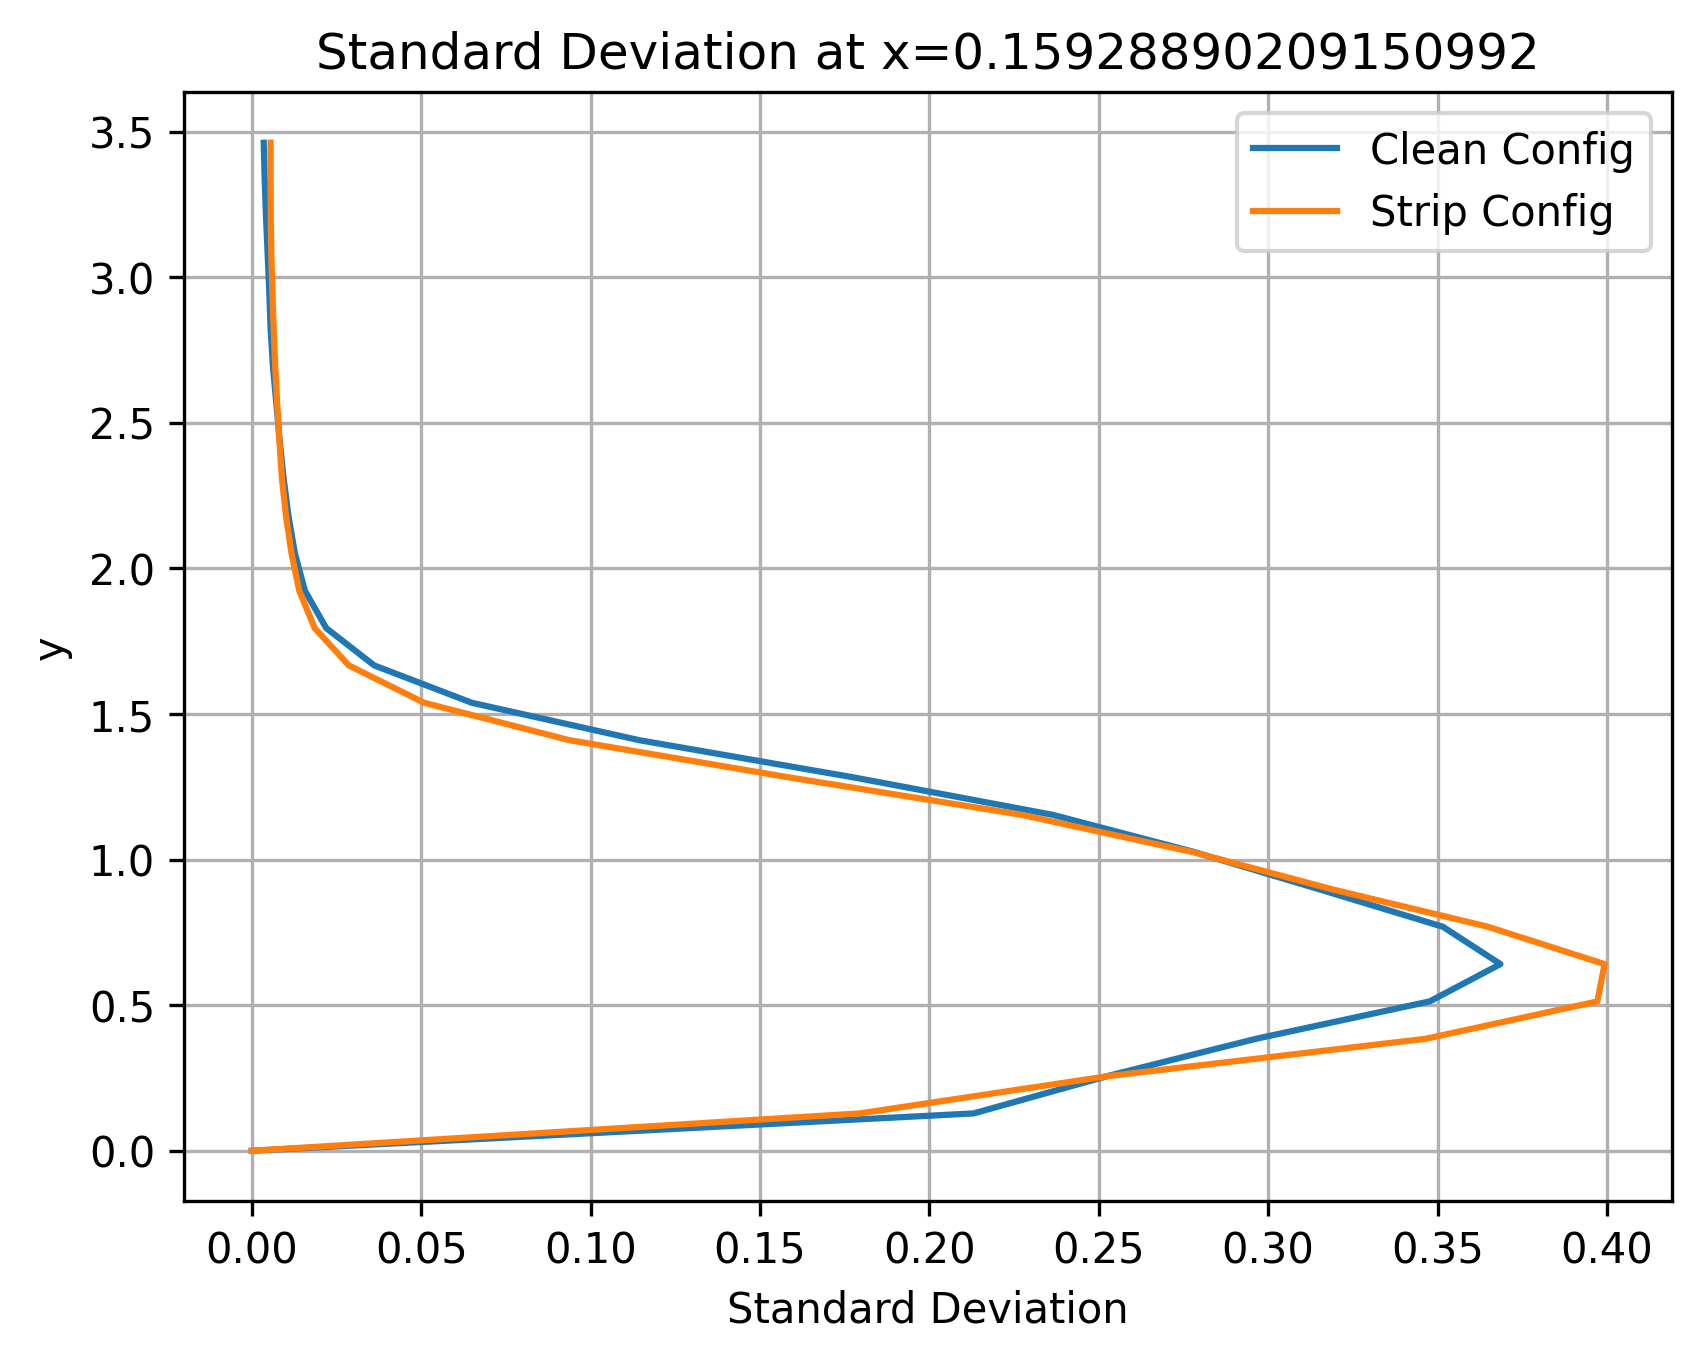 Standard Deviation at x=0.15928890209150992
Clean Config
Strip Config
3.5
3.0
2.5
2.0
1.5
1.0
0.5
0.0
y
0.00 0.05 0.10 0.15 0.20 0.25 0.30 0.35 0.40
Standard Deviation